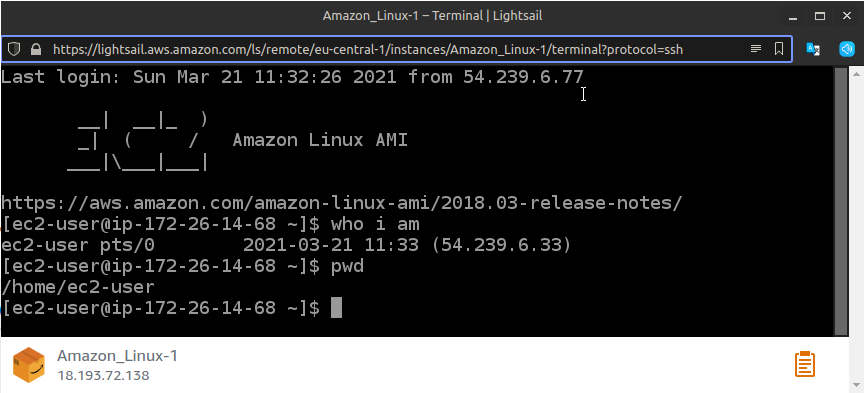 Amazon_Linux-1 – Terminal | Lightsail
https://lightsail.aws.amazon.com/ls/remote/eu-central-1/instances/Amazon_Linux-1/terminal?protocol=ssh
Last login: Sun Mar 21 11:32:26 2021 from 54.239.6.77
       __|  __|_  )
       _|  (     /   Amazon Linux AMI
      ___|\___|___|
https://aws.amazon.com/amazon-linux-ami/2018.03-release-notes/
[ec2-user@ip-172-26-14-68 ~]$ who i am
ec2-user pts/0        2021-03-21 11:33 (54.239.6.33)
[ec2-user@ip-172-26-14-68 ~]$ pwd
/home/ec2-user
[ec2-user@ip-172-26-14-68 ~]$
Amazon_Linux-1
18.193.72.138